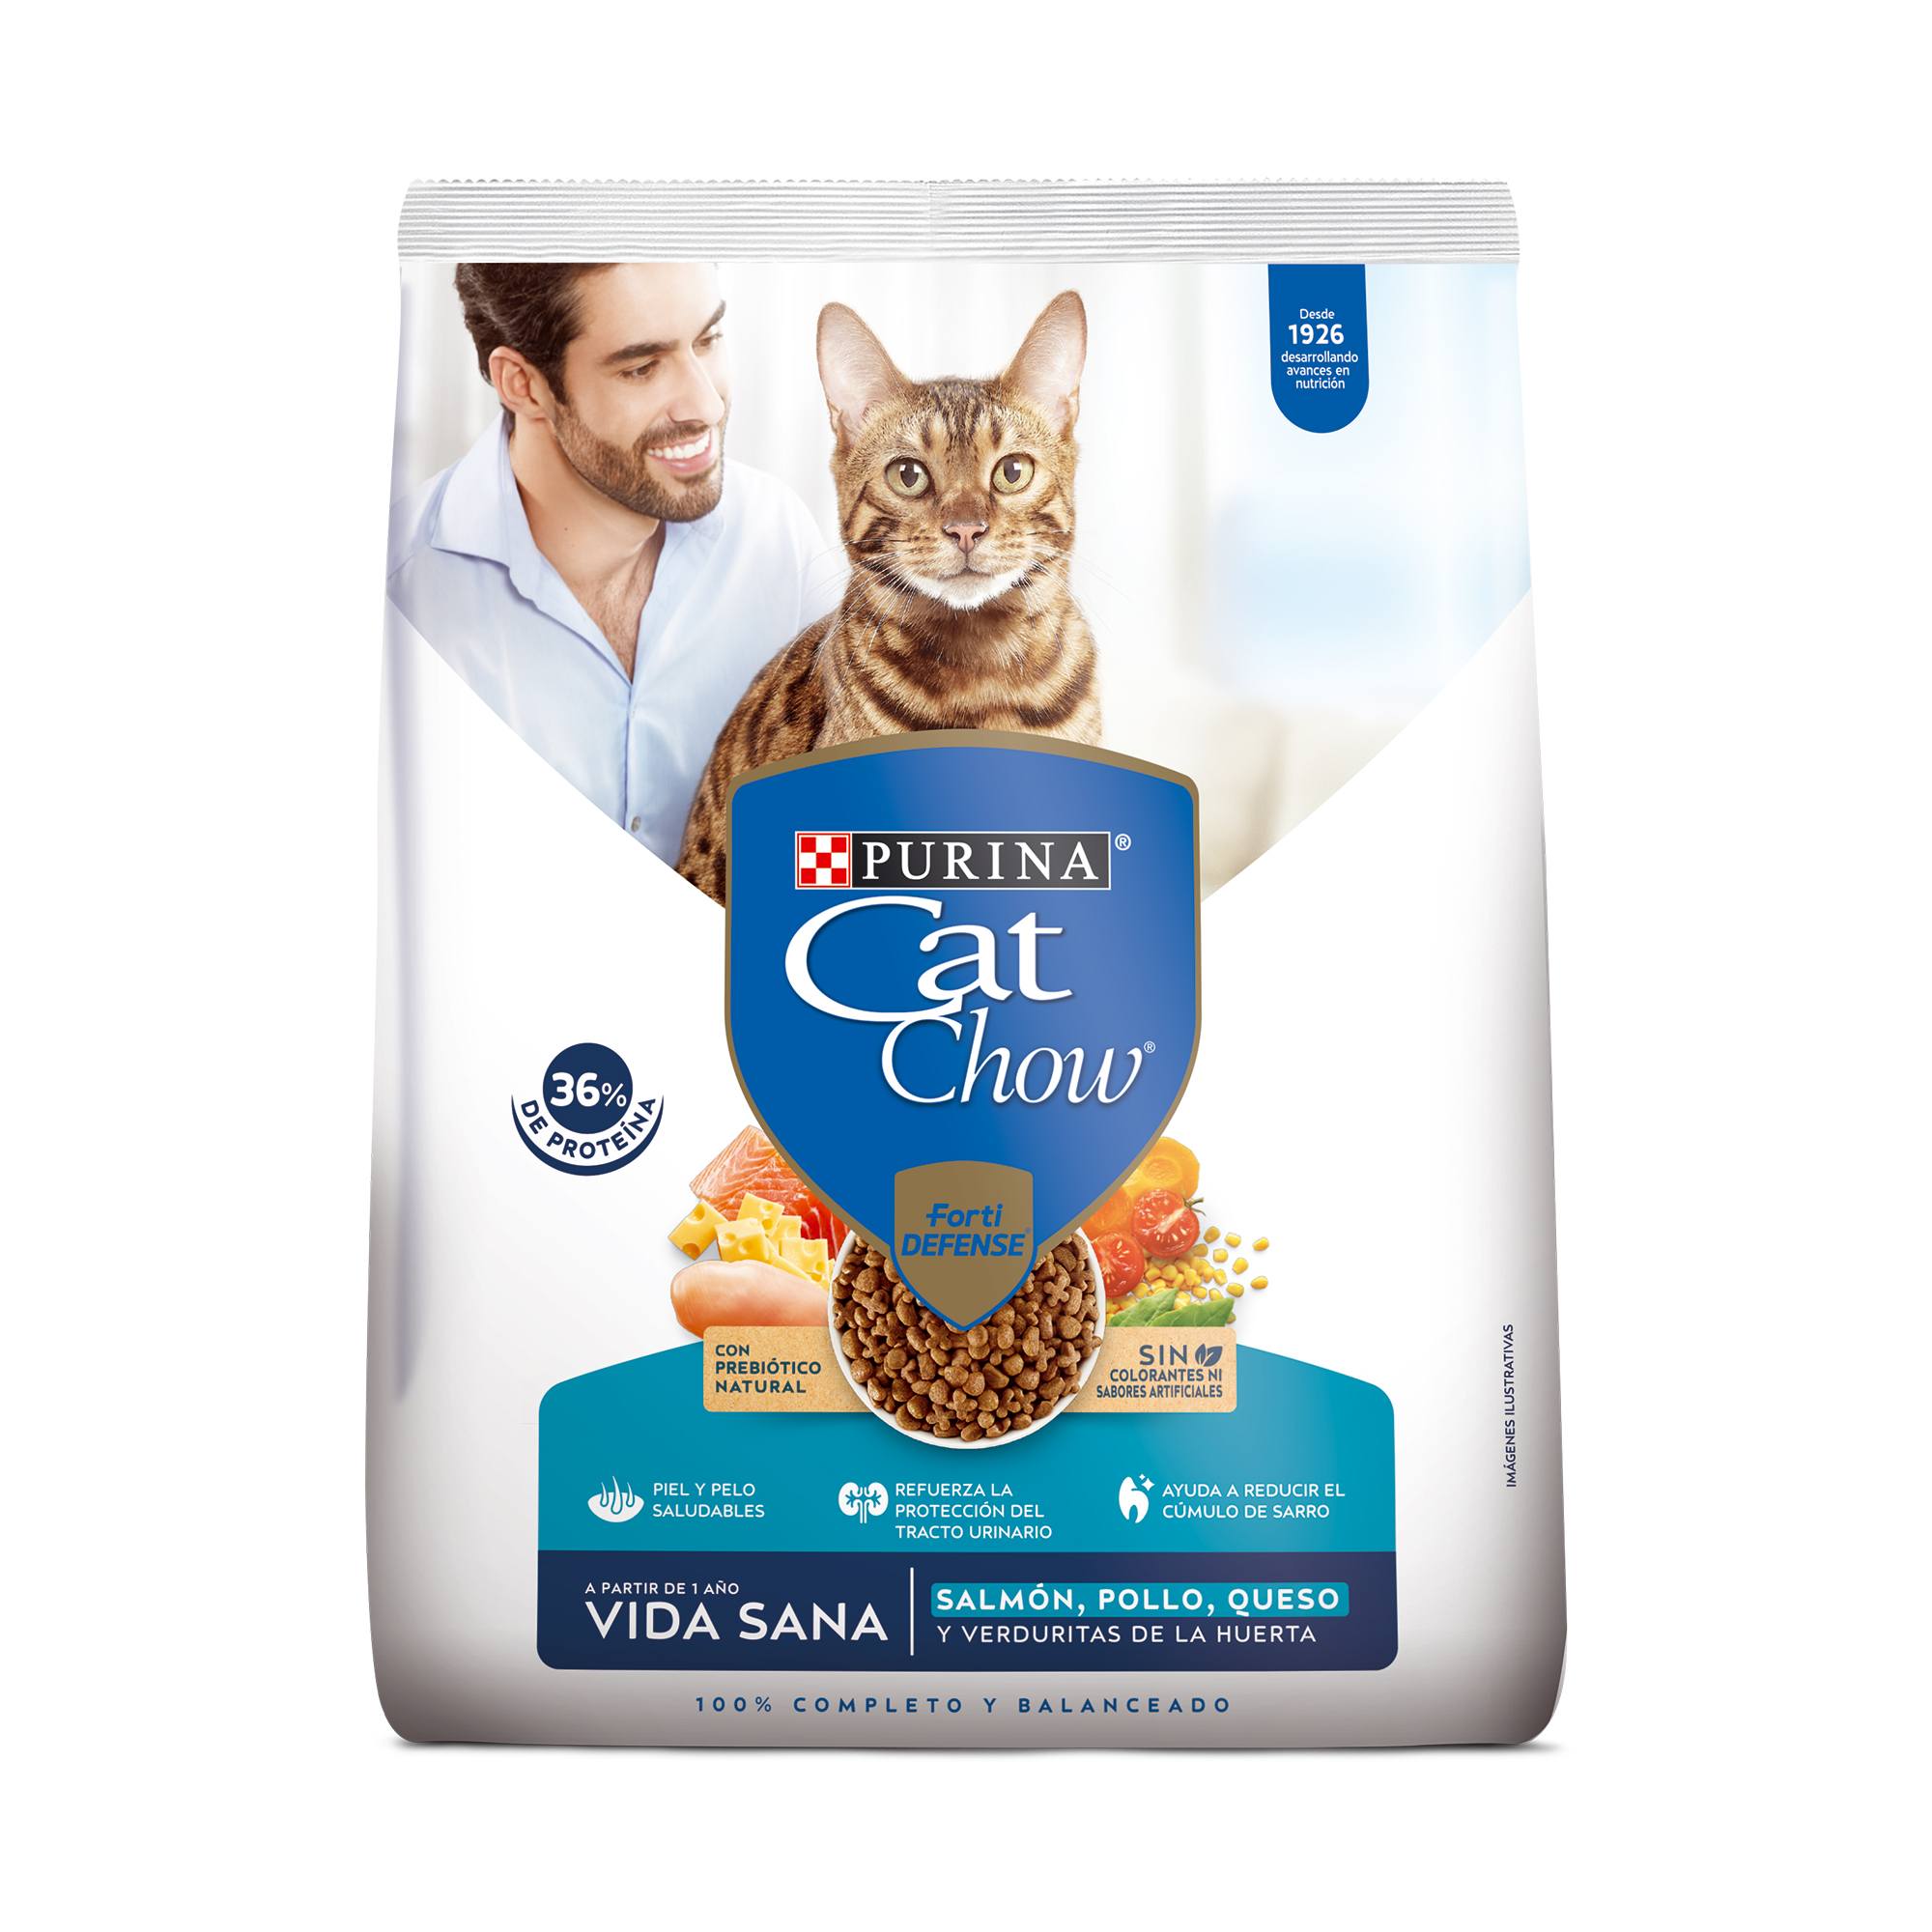 Desde
1926
desarrollando
avances en
nutrición
PURINA®
Cat
Chow®
36%
DE PROTEÍNA
Forti
DEFENSE®
CON
PREBIÓTICO
NATURAL
SIN
COLORANTES NI
SABORES ARTIFICIALES
IMÁGENES ILUSTRATIVAS
PIEL Y PELO
SALUDABLES
REFUERZA LA
PROTECCIÓN DEL
TRACTO URINARIO
AYUDA A REDUCIR EL
CÚMULO DE SARRO
A PARTIR DE 1 AÑO
VIDA SANA
SALMÓN, POLLO, QUESO
Y VERDURITAS DE LA HUERTA
100% COMPLETO Y BALANCEADO